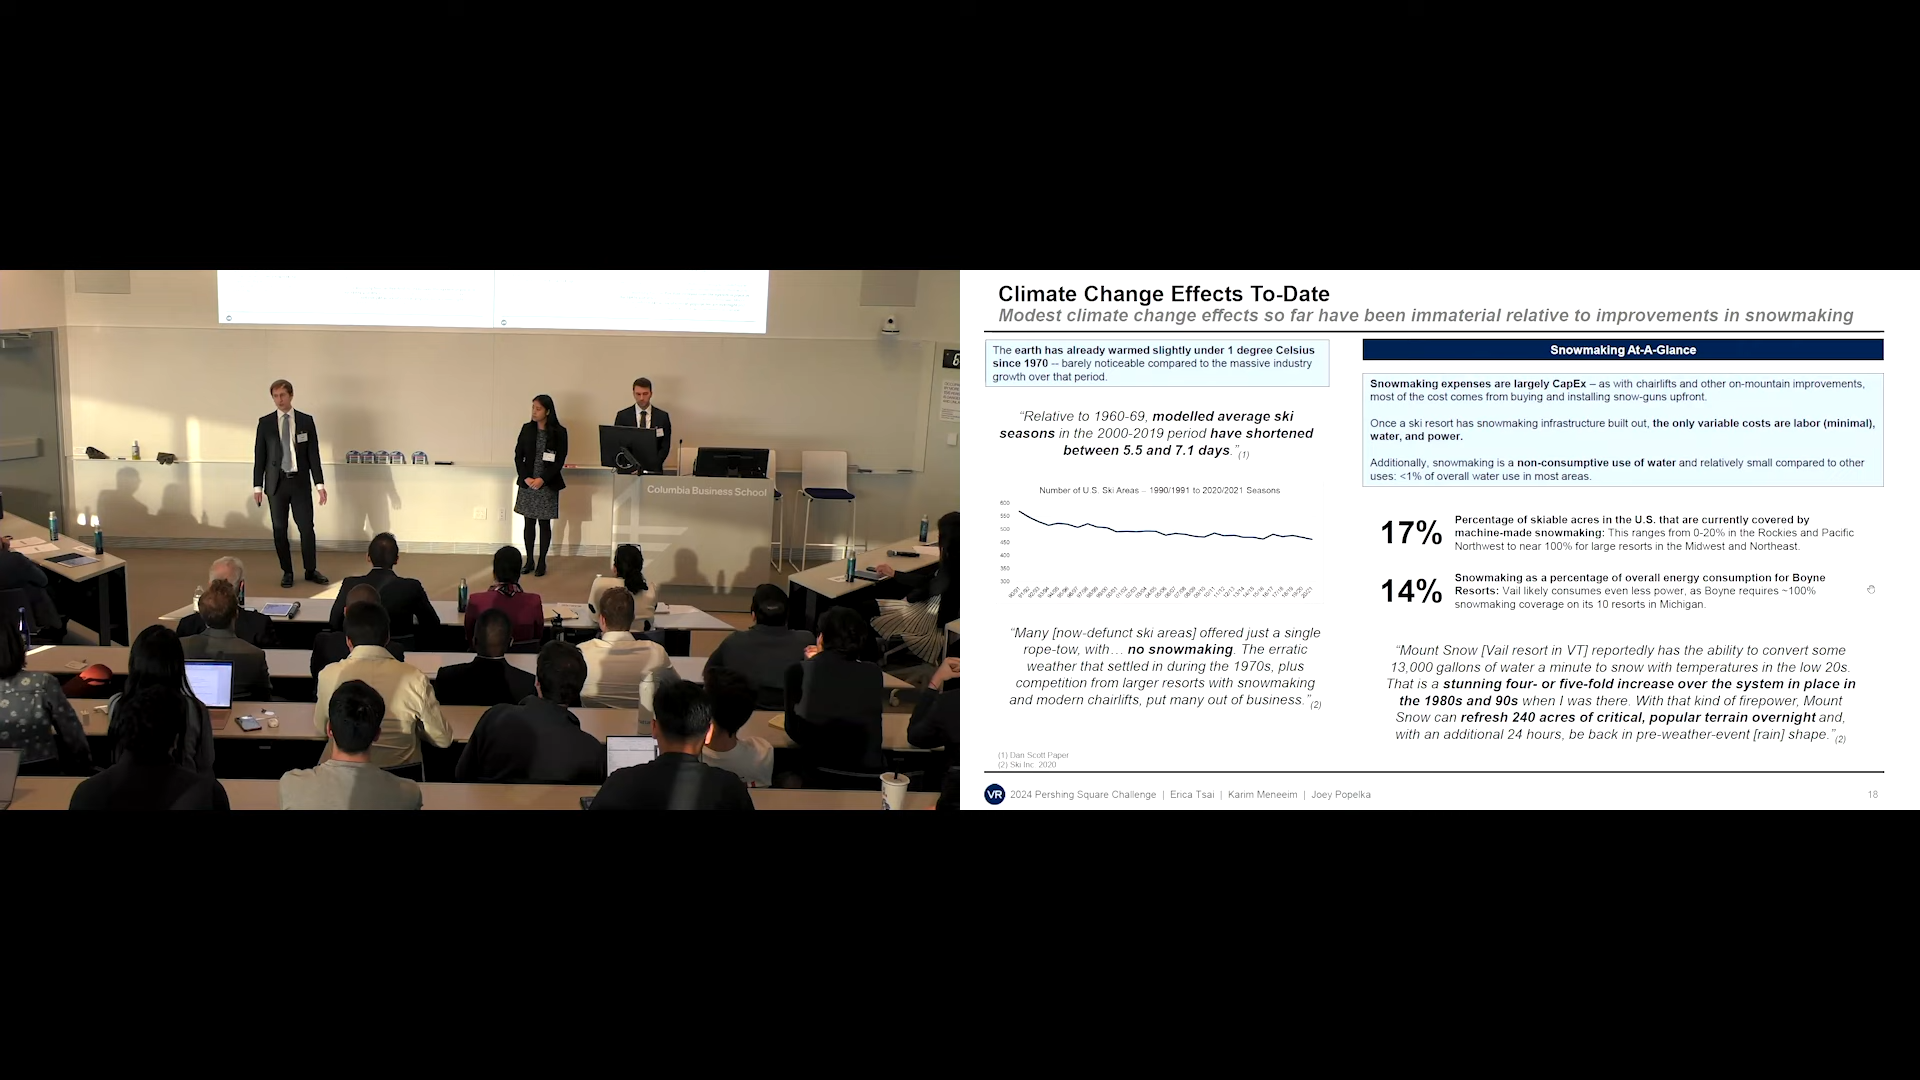 Columbia Business School
Climate Change Effects To-Date
Modest climate change effects so far have been immaterial relative to improvements in snowmaking
The earth has already warmed slightly under 1 degree Celsius
since 1970 -- barely noticeable compared to the massive industry
growth over that period.
“Relative to 1960-69, modelled average ski
seasons in the 2000-2019 period have shortened
between 5.5 and 7.1 days.”(1)
Number of U.S. Ski Areas – 1990/1991 to 2020/2021 Seasons
600
550
500
450
400
350
300
“Many [now-defunct ski areas] offered just a single
rope-tow, with… no snowmaking. The erratic
weather that settled in during the 1970s, plus
competition from larger resorts with snowmaking
and modern chairlifts, put many out of business.”(2)
(1) Dan Scott Paper
(2) Ski Inc. 2020
Snowmaking At-A-Glance
Snowmaking expenses are largely CapEx – as with chairlifts and other on-mountain improvements,
most of the cost comes from buying and installing snow-guns upfront.
Once a ski resort has snowmaking infrastructure built out, the only variable costs are labor (minimal),
water, and power.
Additionally, snowmaking is a non-consumptive use of water and relatively small compared to other
uses: <1% of overall water use in most areas.
17%
Percentage of skiable acres in the U.S. that are currently covered by
machine-made snowmaking: This ranges from 0-20% in the Rockies and Pacific
Northwest to near 100% for large resorts in the Midwest and Northeast.
14%
Snowmaking as a percentage of overall energy consumption for Boyne
Resorts: Vail likely consumes even less power, as Boyne requires ~100%
snowmaking coverage on its 10 resorts in Michigan.
“Mount Snow [Vail resort in VT] reportedly has the ability to convert some
13,000 gallons of water a minute to snow with temperatures in the low 20s.
That is a stunning four- or five-fold increase over the system in place in
the 1980s and 90s when I was there. With that kind of firepower, Mount
Snow can refresh 240 acres of critical, popular terrain overnight and,
with an additional 24 hours, be back in pre-weather-event [rain] shape.”(2)
VR 2024 Pershing Square Challenge | Erica Tsai | Karim Meneeim | Joey Popelka
18